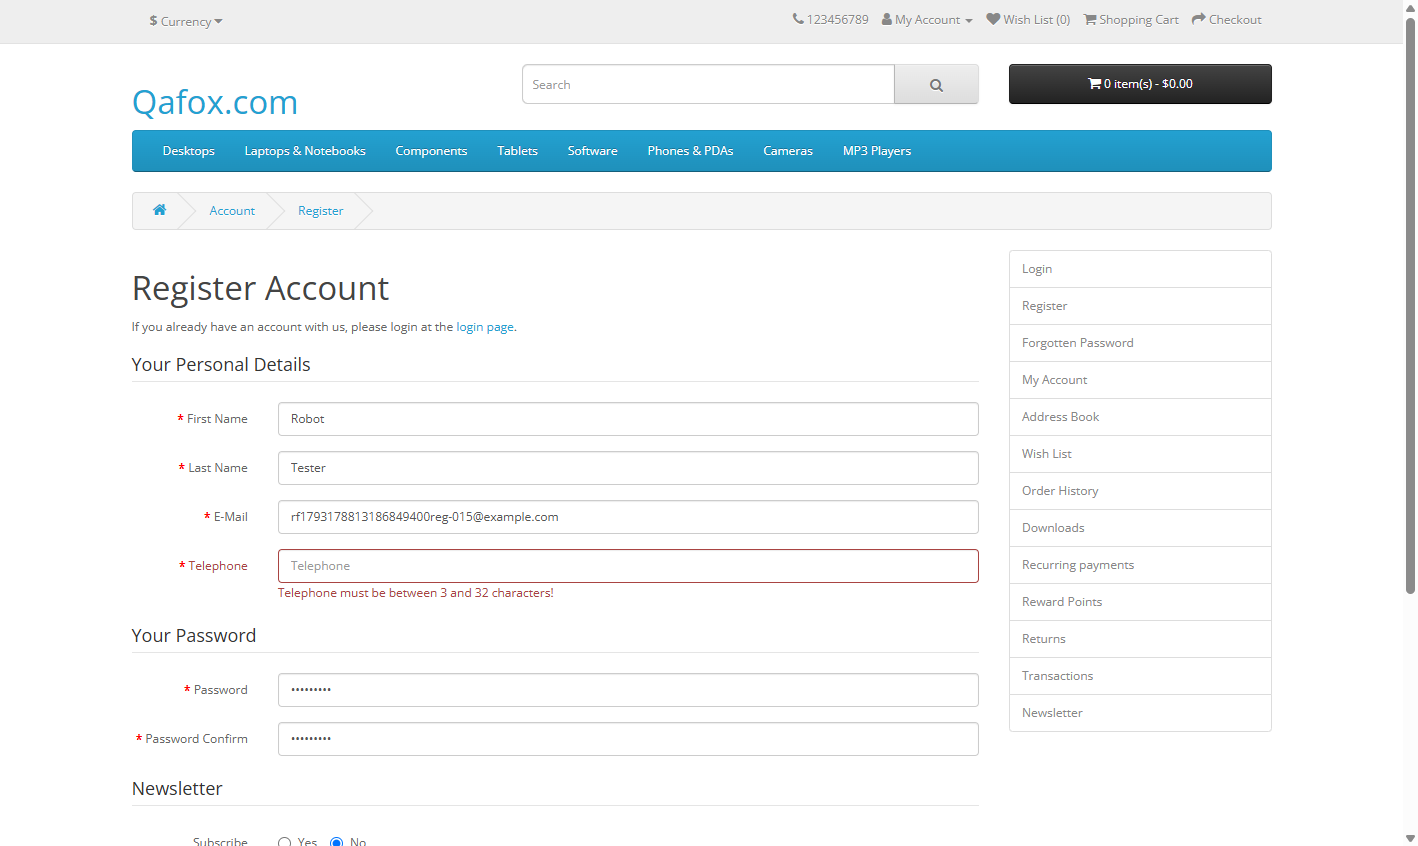 $ Currency
123456789 My Account Wish List (0) Shopping Cart Checkout
Qafox.com
Search
0 item(s) - $0.00
Desktops Laptops & Notebooks Components Tablets Software Phones & PDAs Cameras MP3 Players
Account Register
Register Account
If you already have an account with us, please login at the login page.
Your Personal Details
* First Name Robot
* Last Name Tester
* E-Mail rf1793178813186849400reg-015@example.com
* Telephone Telephone
Telephone must be between 3 and 32 characters!
Your Password
* Password •••••••••
* Password Confirm •••••••••
Newsletter
Subscribe Yes No
Login
Register
Forgotten Password
My Account
Address Book
Wish List
Order History
Downloads
Recurring payments
Reward Points
Returns
Transactions
Newsletter